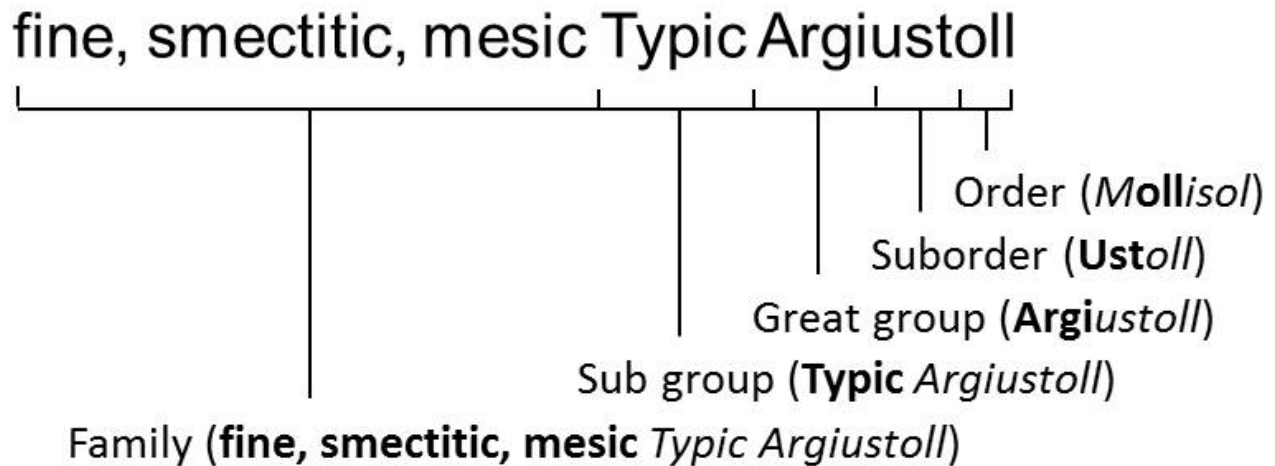 fine, smectitic, mesic Typic Argiustoll
Order (Mollisol)
Suborder (Ustoll)
Great group (Argiustoll)
Sub group (Typic Argiustoll)
Family (fine, smectitic, mesic Typic Argiustoll)